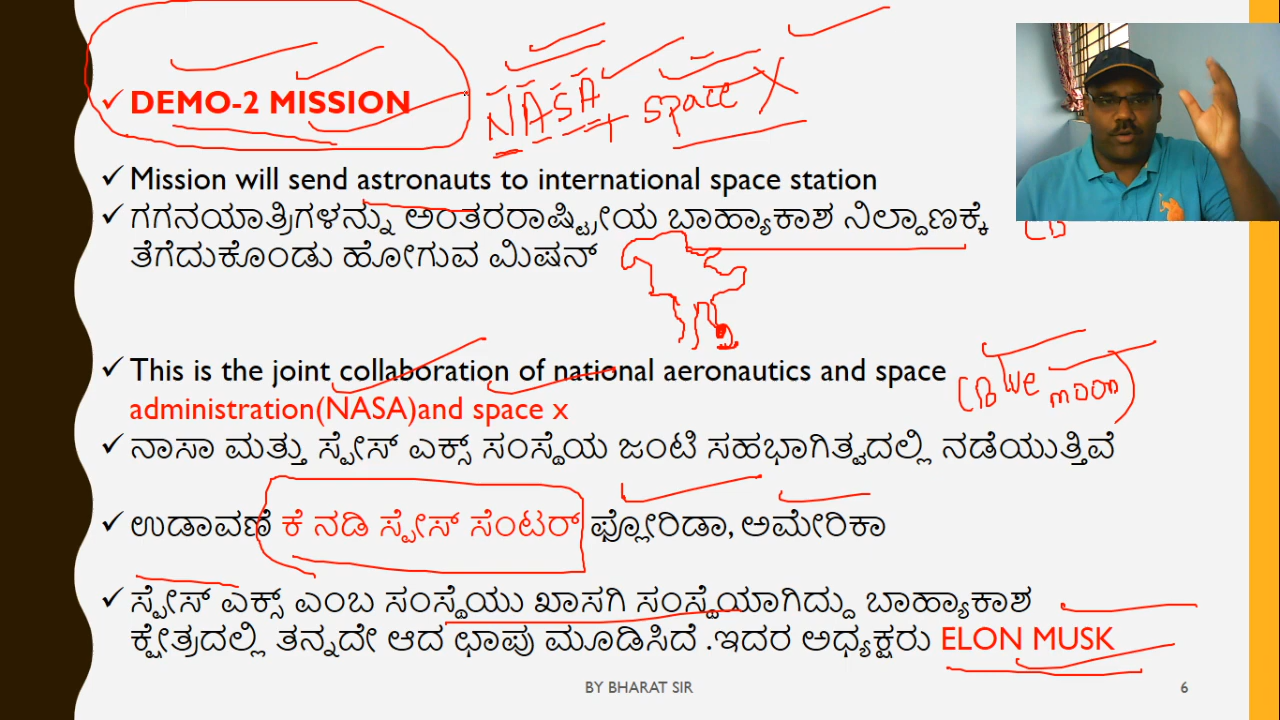 DEMO-2 MISSION
NASA + space X
Mission will send astronauts to international space station
ಗಗನಯಾತ್ರಿಗಳನ್ನು ಅಂತರರಾಷ್ಟ್ರೀಯ ಬಾಹ್ಯಾಕಾಶ ನಿಲ್ದಾಣಕ್ಕೆ
ತೆಗೆದುಕೊಂಡು ಹೋಗುವ ಮಿಷನ್
This is the joint collaboration of national aeronautics and space
administration(NASA)and space x
ನಾಸಾ ಮತ್ತು ಸ್ಪೇಸ್ ಎಕ್ಸ್ ಸಂಸ್ಥೆಯ ಜಂಟಿ ಸಹಭಾಗಿತ್ವದಲ್ಲಿ ನಡೆಯುತ್ತಿವೆ
ಉಡಾವಣೆ ಕೆ ನಡಿ ಸ್ಪೇಸ್ ಸೆಂಟರ್ ಫ್ಲೋರಿಡಾ, ಅಮೇರಿಕಾ
ಸ್ಪೇಸ್ ಎಕ್ಸ್ ಎಂಬ ಸಂಸ್ಥೆಯು ಖಾಸಗಿ ಸಂಸ್ಥೆಯಾಗಿದ್ದು ಬಾಹ್ಯಾಕಾಶ
ಕ್ಷೇತ್ರದಲ್ಲಿ ತನ್ನದೇ ಆದ ಛಾಪು ಮೂಡಿಸಿದೆ .ಇದರ ಅಧ್ಯಕ್ಷರು ELON MUSK
BY BHARAT SIR
6